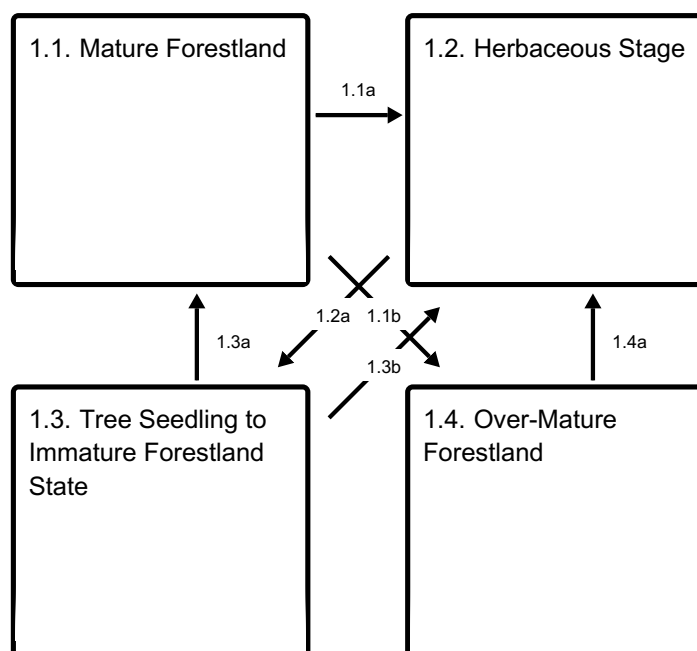 1.1. Mature Forestland
1.2. Herbaceous Stage
1.1a
1.2a
1.1b
1.3a
1.4a
1.3b
1.3. Tree Seedling to
Immature Forestland
State
1.4. Over-Mature
Forestland